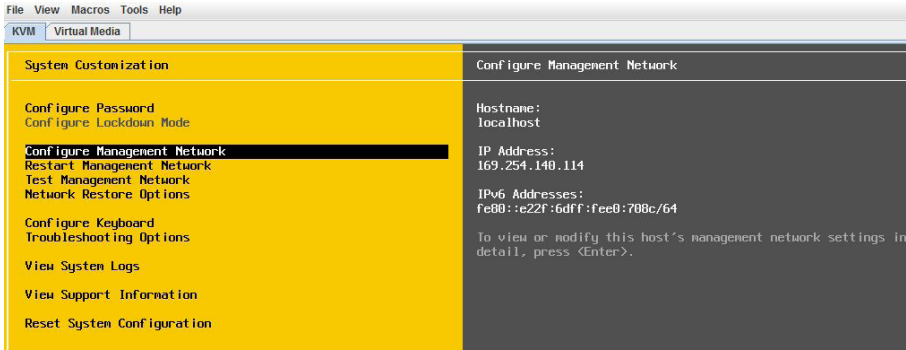 File View Macros Tools Help
KVM Virtual Media
System Customization
Configure Password
Configure Lockdown Mode
Configure Management Network
Restart Management Network
Test Management Network
Network Restore Options
Configure Keyboard
Troubleshooting Options
View System Logs
View Support Information
Reset System Configuration
Configure Management Network
Hostname:
localhost
IP Address:
169.254.140.114
IPv6 Addresses:
fe80::e22f:6dff:fee0:708c/64
To view or modify this host's management network settings in
detail, press <Enter>.